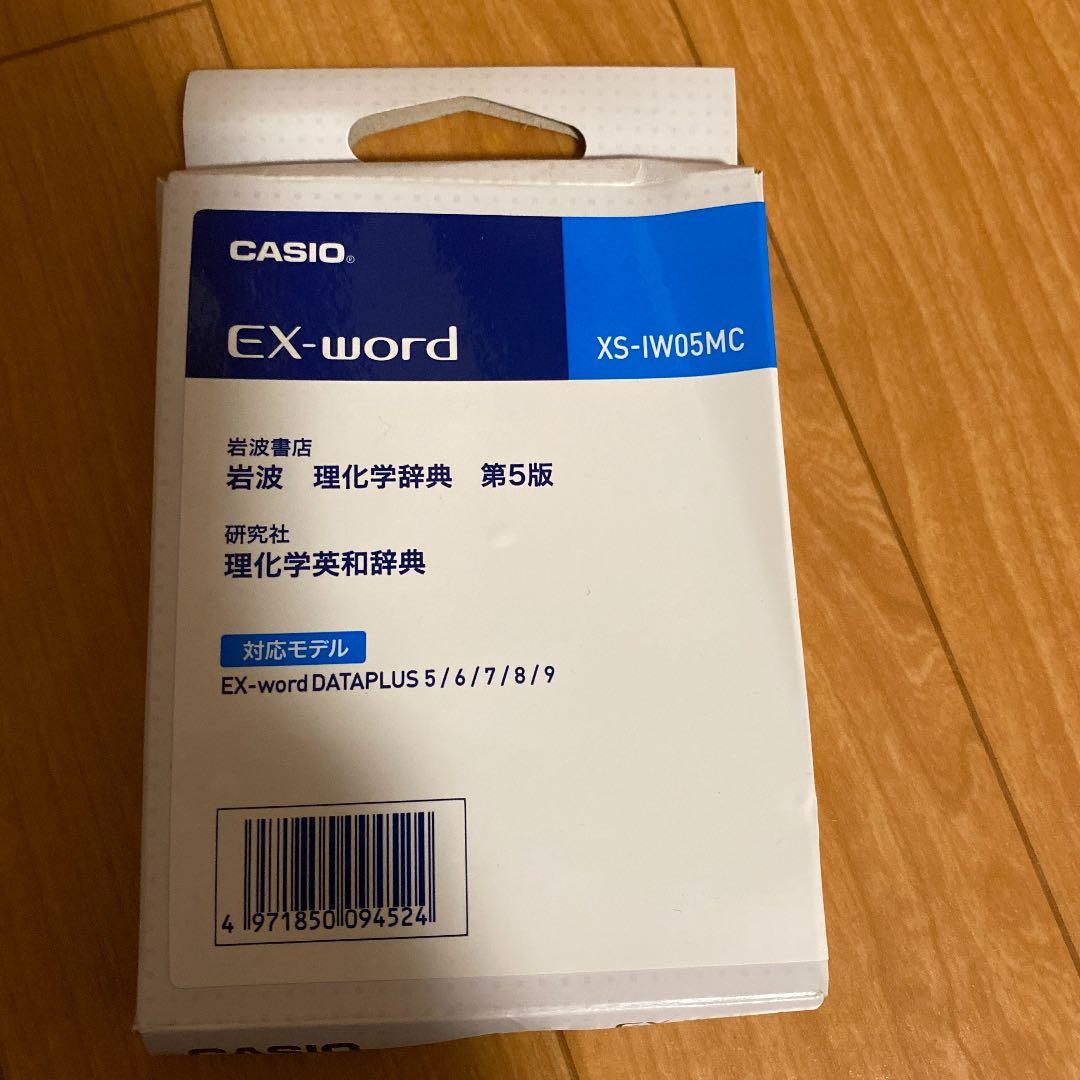 CASIO®
EX-word
XS-IW05MC
岩波書店
岩波 理化学辞典 第5版
研究社
理化学英和辞典
対応モデル
EX-word DATAPLUS 5/6/7/8/9
4 971850 094524
CASIO